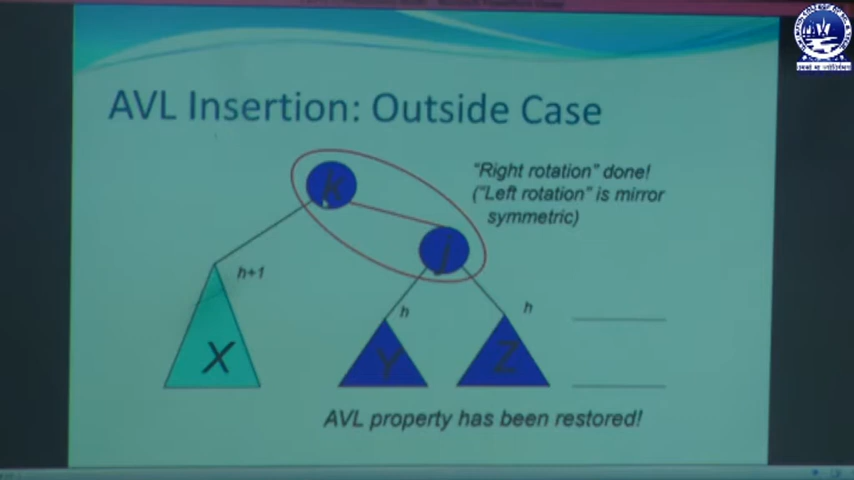 AVL Insertion: Outside Case
"Right rotation" done!
("Left rotation" is mirror
symmetric)
k
j
h+1
h
h
X
Y
Z
AVL property has been restored!